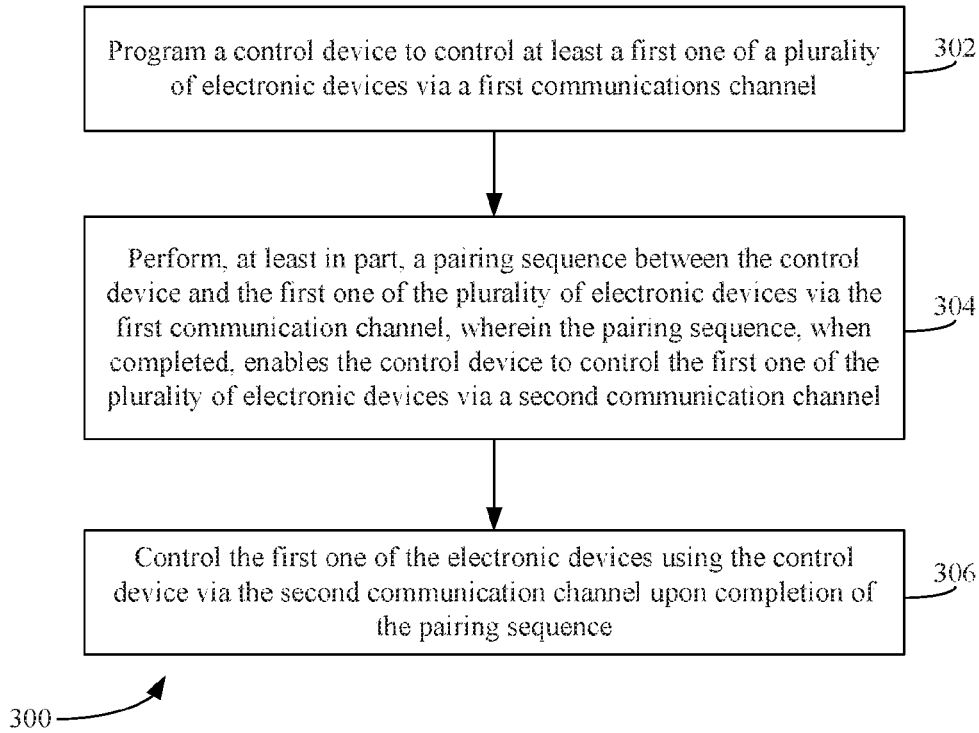 Program a control device to control at least a first one of a plurality
of electronic devices via a first communications channel
302
Perform, at least in part, a pairing sequence between the control
device and the first one of the plurality of electronic devices via the
first communication channel, wherein the pairing sequence, when
completed, enables the control device to control the first one of the
plurality of electronic devices via a second communication channel
304
Control the first one of the electronic devices using the control
device via the second communication channel upon completion of
the pairing sequence
306
300